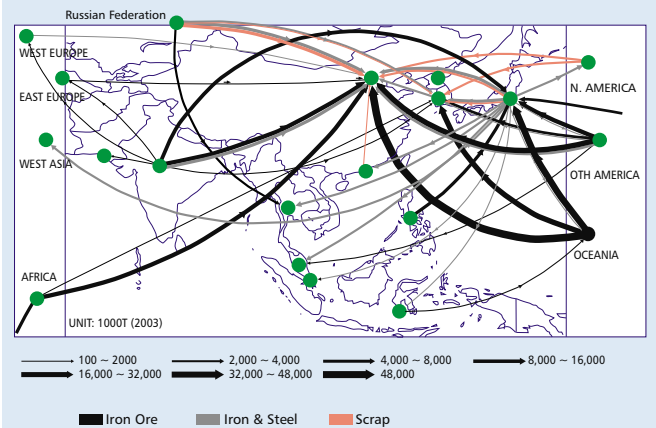 Russian Federation
WEST EUROPE
EAST EUROPE
N. AMERICA
WEST ASIA
OTH AMERICA
OCEANIA
AFRICA
UNIT: 1000T (2003)
100 ~ 2000 2,000 ~ 4,000 4,000 ~ 8,000 8,000 ~ 16,000
16,000 ~ 32,000 32,000 ~ 48,000 48,000
Iron Ore Iron & Steel Scrap